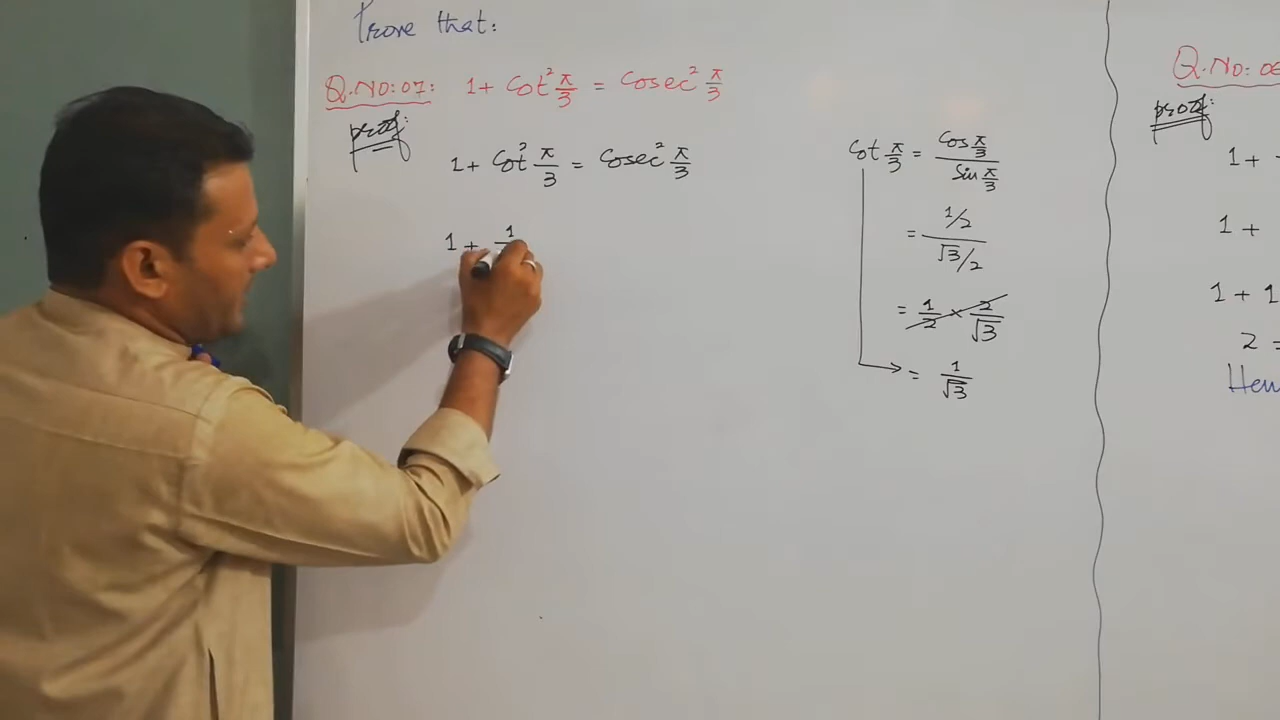 Prove that:
Q.NO:07: 1 + Cot² π/3 = Cosec² π/3
proof:
1 + Cot² π/3 = Cosec² π/3
1 + 1
Cot π/3 = Cos π/3 / Sin π/3
= 1/2 / √3/2
= 1/2 × 2/√3
= 1/√3
Q.NO:
proof:
1 +
1 +
1 + 1
2 =